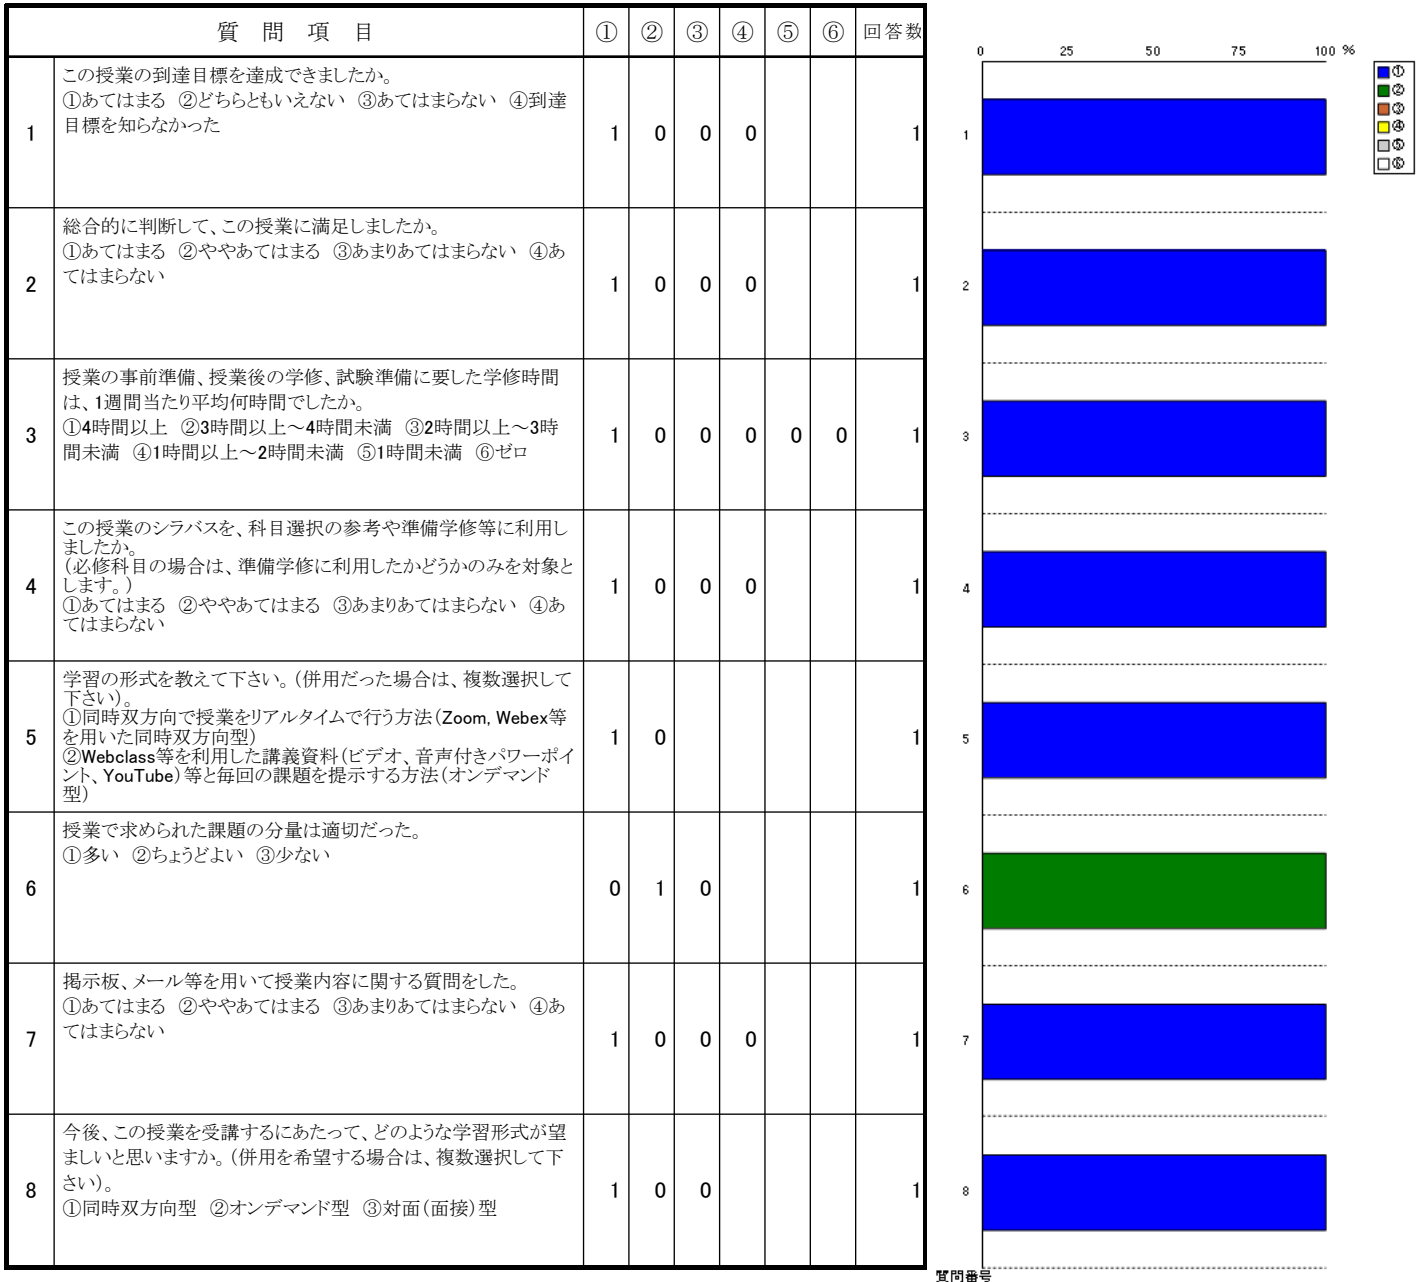 質 問 項 目 ① ② ③ ④ ⑤ ⑥ 回答数
1 この授業の到達目標を達成できましたか。
①あてはまる ②どちらともいえない ③あてはまらない ④到達
目標を知らなかった
1 0 0 0 1
2 総合的に判断して、この授業に満足しましたか。
①あてはまる ②ややあてはまる ③あまりあてはまらない ④あ
てはまらない
1 0 0 0 1
3 授業の事前準備、授業後の学修、試験準備に要した学修時間
は、1週間当たり平均何時間でしたか。
①4時間以上 ②3時間以上～4時間未満 ③2時間以上～3時
間未満 ④1時間以上～2時間未満 ⑤1時間未満 ⑥ゼロ
1 0 0 0 0 0 1
4 この授業のシラバスを、科目選択の参考や準備学修等に利用し
ましたか。
（必修科目の場合は、準備学修に利用したかどうかのみを対象と
します。）
①あてはまる ②ややあてはまる ③あまりあてはまらない ④あ
てはまらない
1 0 0 0 1
5 学習の形式を教えて下さい。（併用だった場合は、複数選択して
下さい）。
①同時双方向で授業をリアルタイムで行う方法（Zoom, Webex等
を用いた同時双方向型）
②Webclass等を利用した講義資料（ビデオ、音声付きパワーポイ
ント、YouTube）等と毎回の課題を提示する方法（オンデマンド
型）
1 0 1
6 授業で求められた課題の分量は適切だった。
①多い ②ちょうどよい ③少ない
0 1 0 1
7 掲示板、メール等を用いて授業内容に関する質問をした。
①あてはまる ②ややあてはまる ③あまりあてはまらない ④あ
てはまらない
1 0 0 0 1
8 今後、この授業を受講するにあたって、どのような学習形式が望
ましいと思いますか。（併用を希望する場合は、複数選択して下
さい）。
①同時双方向型 ②オンデマンド型 ③対面（面接）型
1 0 0 1
0 25 50 75 100 %
1
2
3
4
5
6
7
8
質問番号
①
②
③
④
⑤
⑥